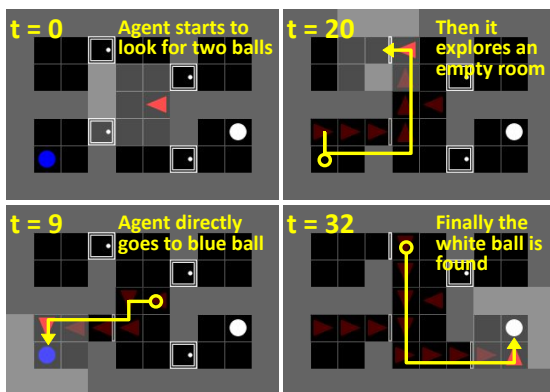 t = 0
Agent starts to
look for two balls
t = 20
Then it
explores an
empty room
t = 9
Agent directly
goes to blue ball
t = 32
Finally the
white ball is
found